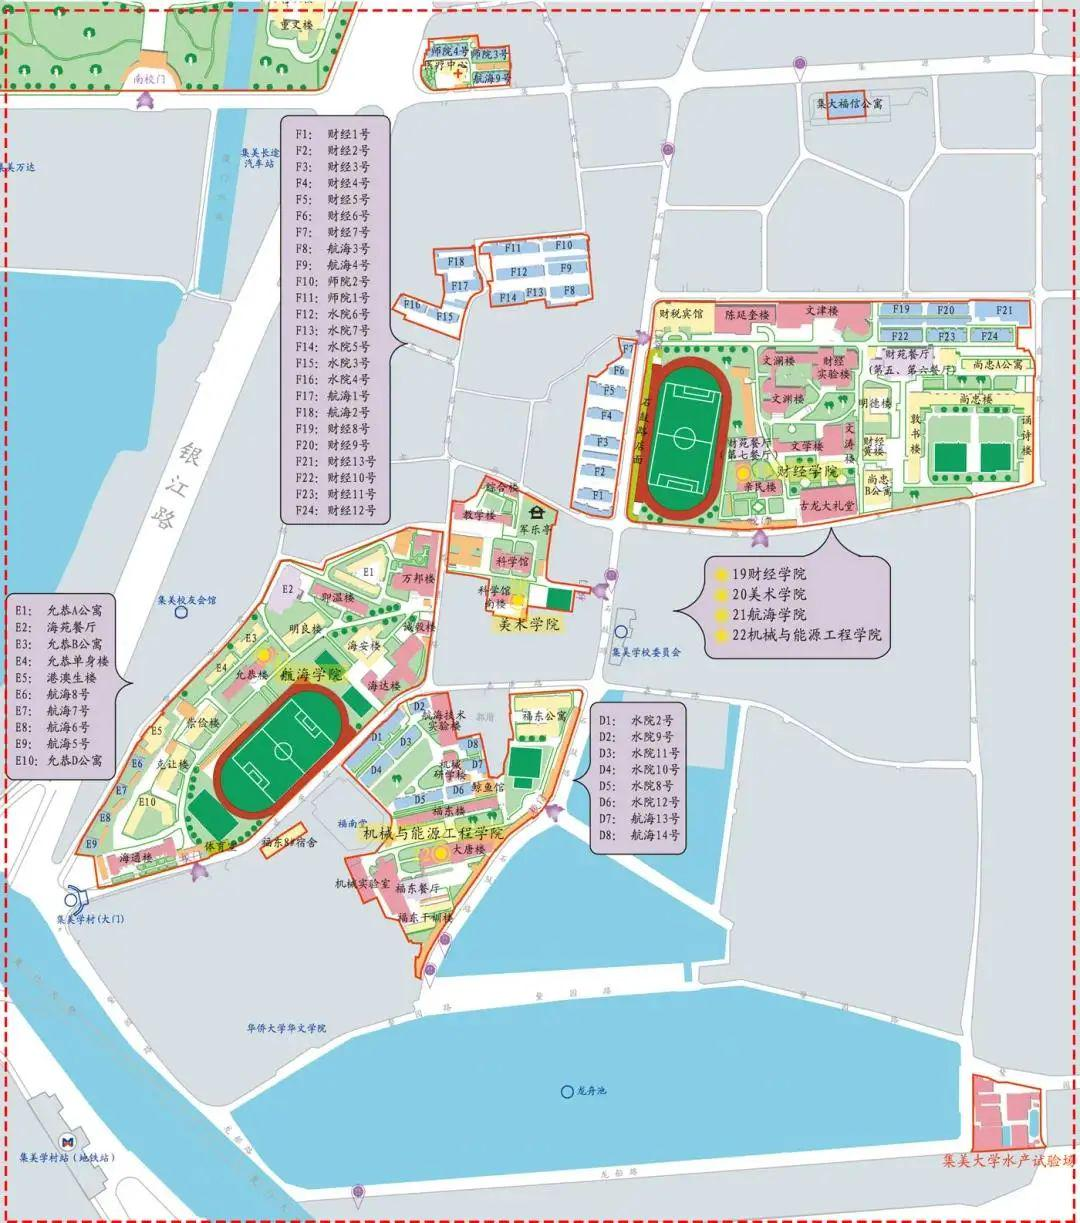 重文楼
南校门
师院4号
师院3号
医疗中心
航海9号
集源路
集大福信公寓
集美万达
集美长途
汽车站
F1: 财经1号
F2: 财经2号
F3: 财经3号
F4: 财经4号
F5: 财经5号
F6: 财经6号
F7: 财经7号
F8: 航海3号
F9: 航海4号
F10: 师院2号
F11: 师院1号
F12: 水院6号
F13: 水院7号
F14: 水院5号
F15: 水院3号
F16: 水院4号
F17: 航海1号
F18: 航海2号
F19: 财经8号
F20: 财经9号
F21: 财经13号
F22: 财经10号
F23: 财经11号
F24: 财经12号
F18
F17
F16
F15
F11
F10
F12
F9
F14
F13
F8
财税宾馆
陈延奎楼
文津楼
F19
F20
F21
F22
F23
F24
文澜楼
财经
实验楼
财苑餐厅
(第五、第六餐厅)
尚忠A公寓
文渊楼
明德楼
尚忠楼
敦书楼
诵诗楼
石鼓路店面
财苑餐厅
(第七餐厅)
文学楼
文涛楼
财经
黉楼
财经学院
亲民楼
尚忠
B公寓
古龙大礼堂
F7
F6
F5
F4
F3
F2
F1
银江路
综合楼
教学楼
军乐亭
科学馆
科学馆
南楼
美术学院
19财经学院
20美术学院
21航海学院
22机械与能源工程学院
集美校友会馆
集美学校委员会
E1: 允恭A公寓
E2: 海苑餐厅
E3: 允恭B公寓
E4: 允恭单身楼
E5: 港澳生楼
E6: 航海8号
E7: 航海7号
E8: 航海6号
E9: 航海5号
E10: 允恭D公寓
E1
万邦楼
E2
即温楼
明良楼
诚毅楼
E3
海安楼
E4
允恭楼
航海学院
海达楼
崇俭楼
E5
克让楼
E6
E7
E10
E8
E9
海通楼
体育室
福东8#宿舍
福南堂
D2
航海技术
实验楼
福东公寓
D1
D3
D8
D4
机械
研学楼
D7
D6
鲸鱼馆
D5
福东楼
机械与能源工程学院
大唐楼
机械实验室
福东餐厅
福东干训楼
D1: 水院2号
D2: 水院9号
D3: 水院11号
D4: 水院10号
D5: 水院8号
D6: 水院12号
D7: 航海13号
D8: 航海14号
集美学村(大门)
华侨大学华文学院
鳌园路
鳌园路
龙舟池
龙船路
龙船路
集美学村站(地铁站)
集美大学水产试验场